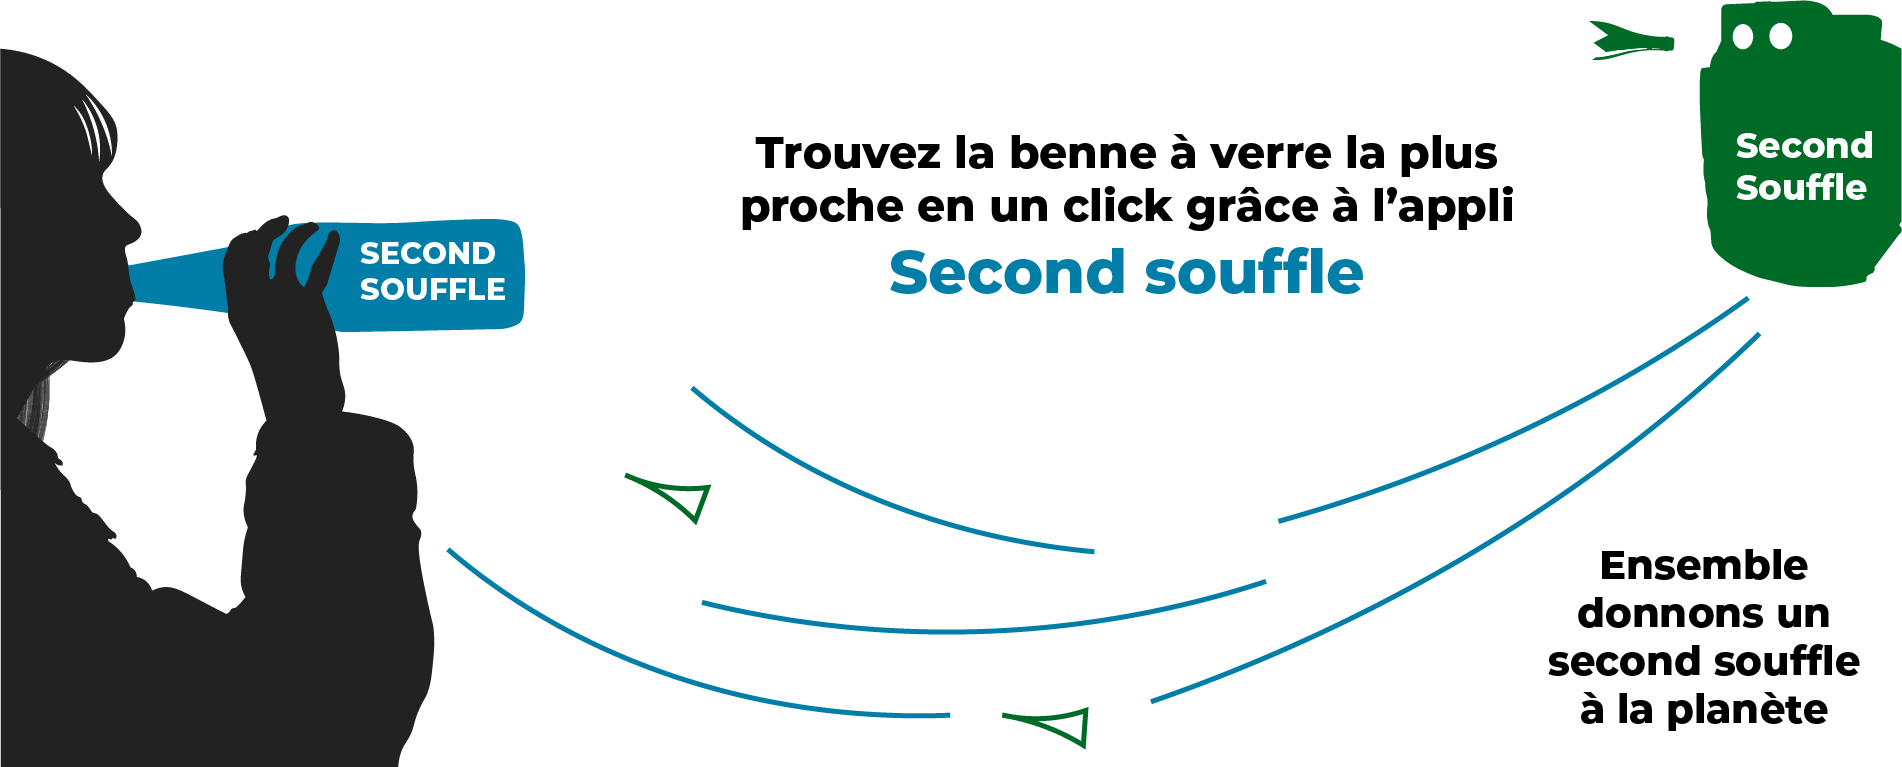 SECOND
SOUFFLE
Trouvez la benne à verre la plus
proche en un click grâce à l’appli
Second souffle
Second
Souffle
Ensemble
donnons un
second souffle
à la planète